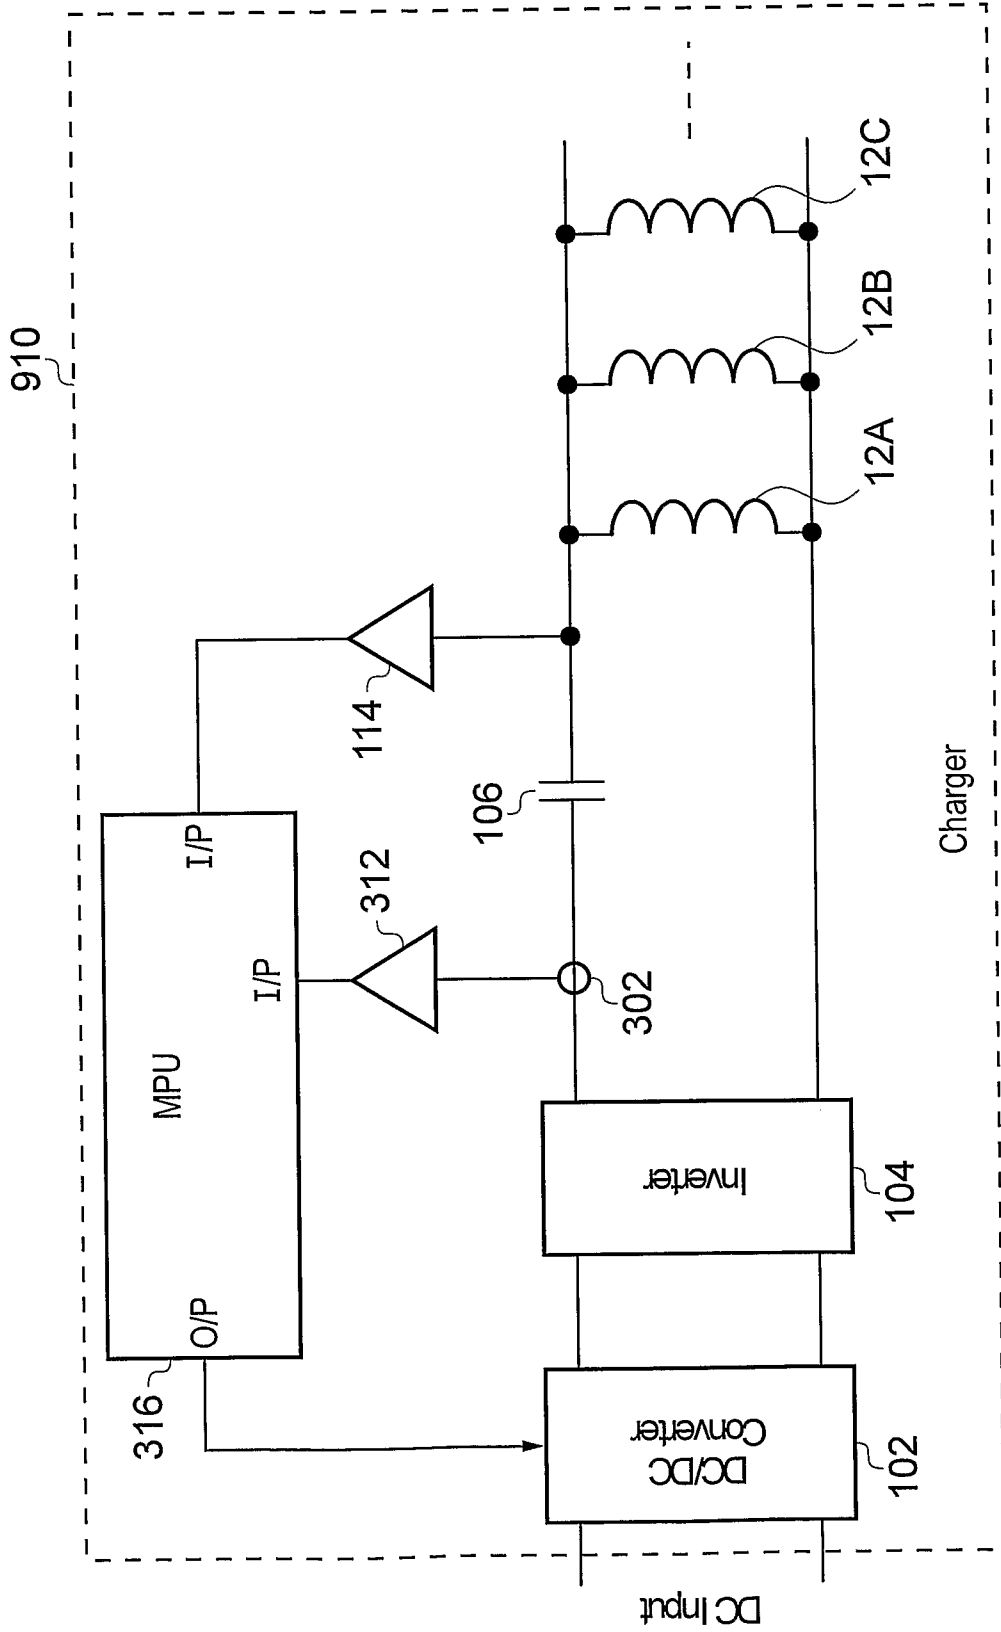 910
MPU
I/P
I/P
O/P
316
312
114
302
106
12A
12B
12C
Inverter
104
DC/DC
Converter
102
DC Input
Charger